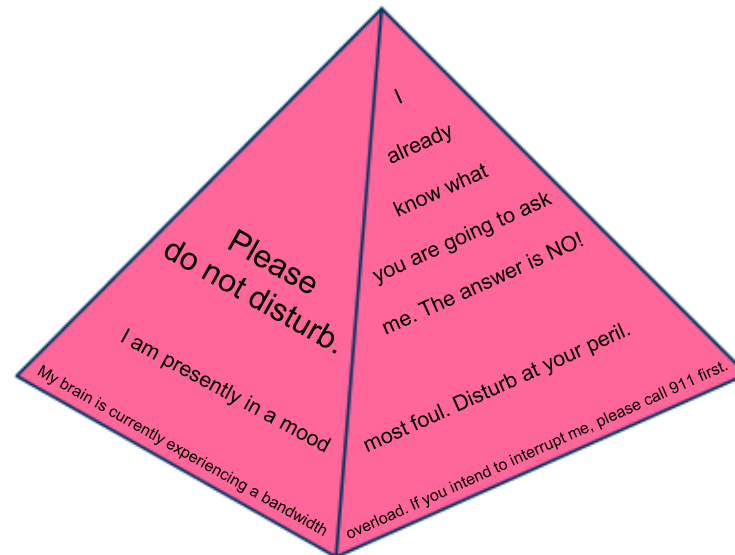 Please
do not disturb.
I am presently in a mood
My brain is currently experiencing a bandwidth
I
already
know what
you are going to ask
me. The answer is NO!
most foul. Disturb at your peril.
overload. If you intend to interrupt me, please call 911 first.